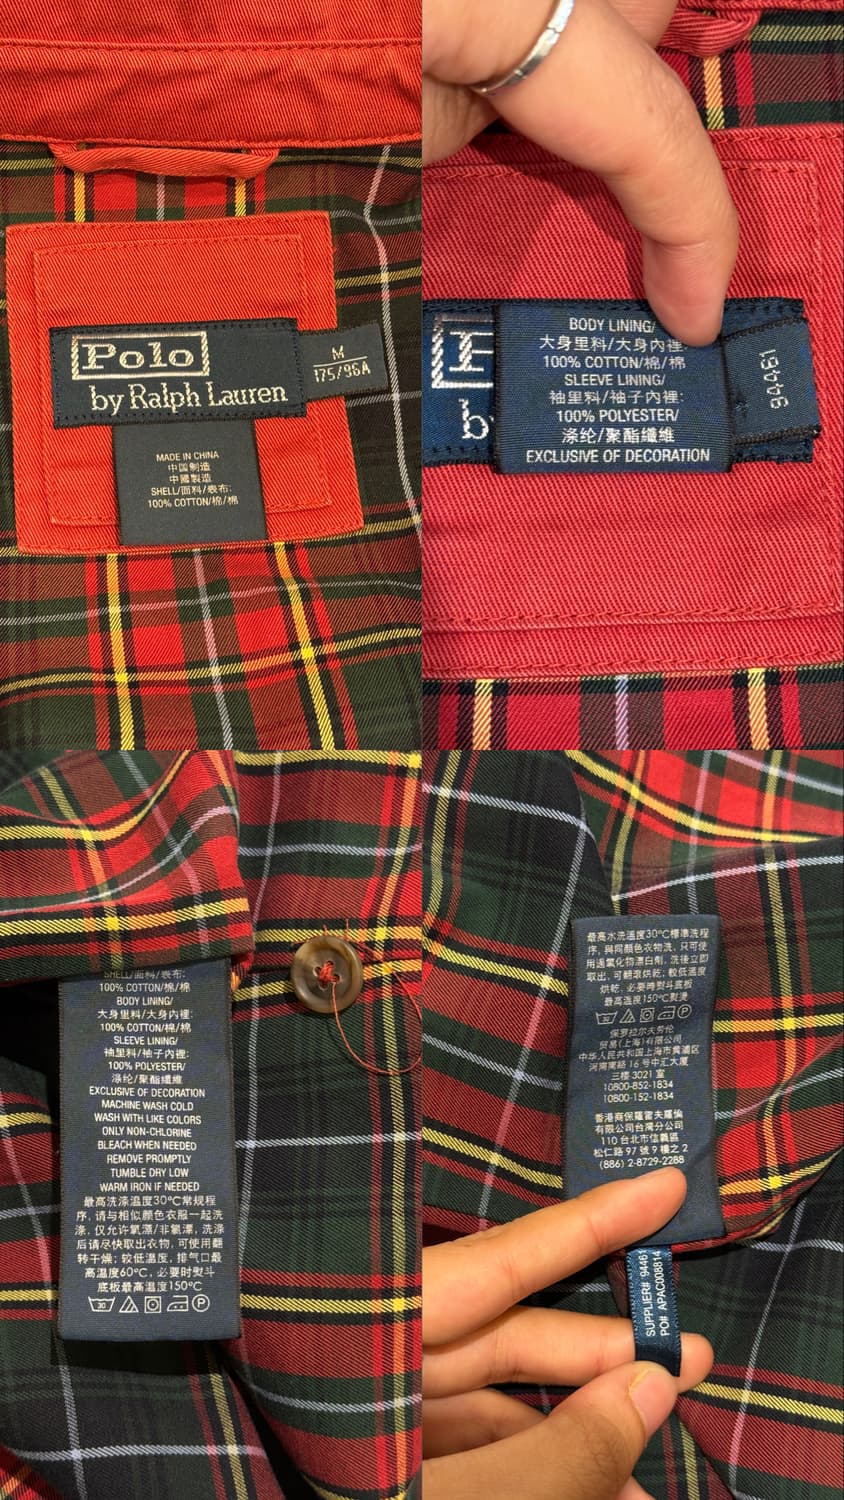 Polo
by Ralph Lauren
M
175/96A
MADE IN CHINA
中国制造
中國製造
SHELL/面料/表布:
100% COTTON/棉/棉
BODY LINING/
大身里料/大身內裡:
100% COTTON/棉/棉
SLEEVE LINING/
袖里料/袖子內裡:
100% POLYESTER/
涤纶/聚酯纖維
EXCLUSIVE OF DECORATION
94461
SHELL/面料/表布:
100% COTTON/棉/棉
BODY LINING/
大身里料/大身內裡:
100% COTTON/棉/棉
SLEEVE LINING/
袖里料/袖子內裡:
100% POLYESTER/
涤纶/聚酯纖維
EXCLUSIVE OF DECORATION
MACHINE WASH COLD
WASH WITH LIKE COLORS
ONLY NON-CHLORINE
BLEACH WHEN NEEDED
REMOVE PROMPTLY
TUMBLE DRY LOW
WARM IRON IF NEEDED
最高洗涤温度30°C常规程
序, 请与相似颜色衣服一起洗
涤, 仅允许氧漂/非氯漂, 洗涤
后请尽快取出衣物, 可使用翻
转干燥; 较低温度, 排气口最
高温度60°C, 必要时熨斗
底板最高温度150°C
30
P
最高水洗溫度30°C標準洗程
序, 與同顏色衣物洗, 只可使
用過氧化物漂白劑, 洗後立即
取出, 可翻滾烘乾; 較低溫度
烘乾, 必要時熨斗底板
最高溫度150°C熨燙
30
P
保罗拉尔夫劳伦
贸易(上海)有限公司
中华人民共和国上海市黄浦区
河南南路 16 号中汇大厦
三楼 3021 室
10800-852-1834
10800-152-1834
香港商保羅雷夫羅倫
有限公司台灣分公司
110 台北市信義區
松仁路 97 號 9 樓之 2
(886) 2-8729-2288
SUPPLIER# 94461
PO# APAC008814